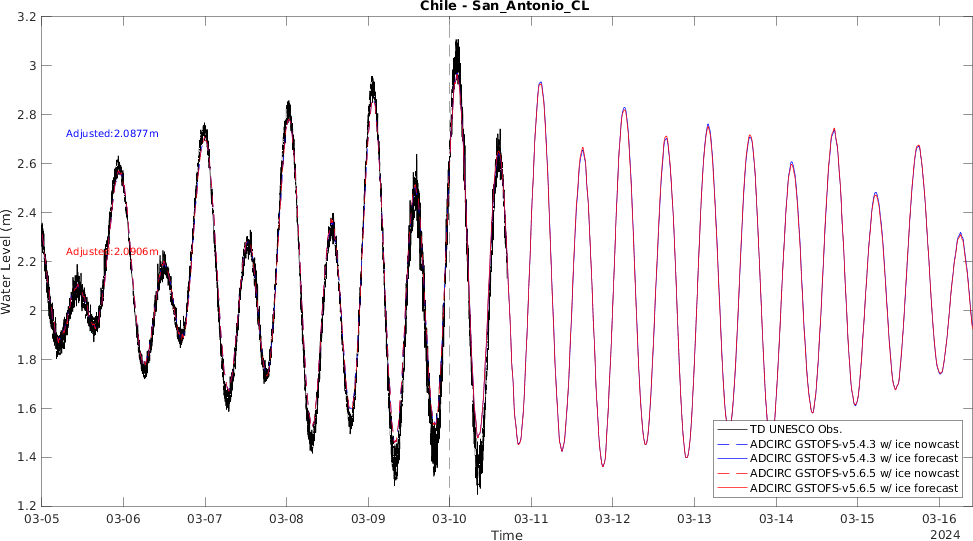 Chile - San_Antonio_CL
3.2
3
2.8
2.6
2.4
2.2
2
1.8
1.6
1.4
1.2
Water Level (m)
Adjusted:2.0877m
Adjusted:2.0906m
TD UNESCO Obs.
ADCIRC GSTOFS-v5.4.3 w/ ice nowcast
ADCIRC GSTOFS-v5.4.3 w/ ice forecast
ADCIRC GSTOFS-v5.6.5 w/ ice nowcast
ADCIRC GSTOFS-v5.6.5 w/ ice forecast
03-05 03-06 03-07 03-08 03-09 03-10 03-11 03-12 03-13 03-14 03-15 03-16
Time
2024